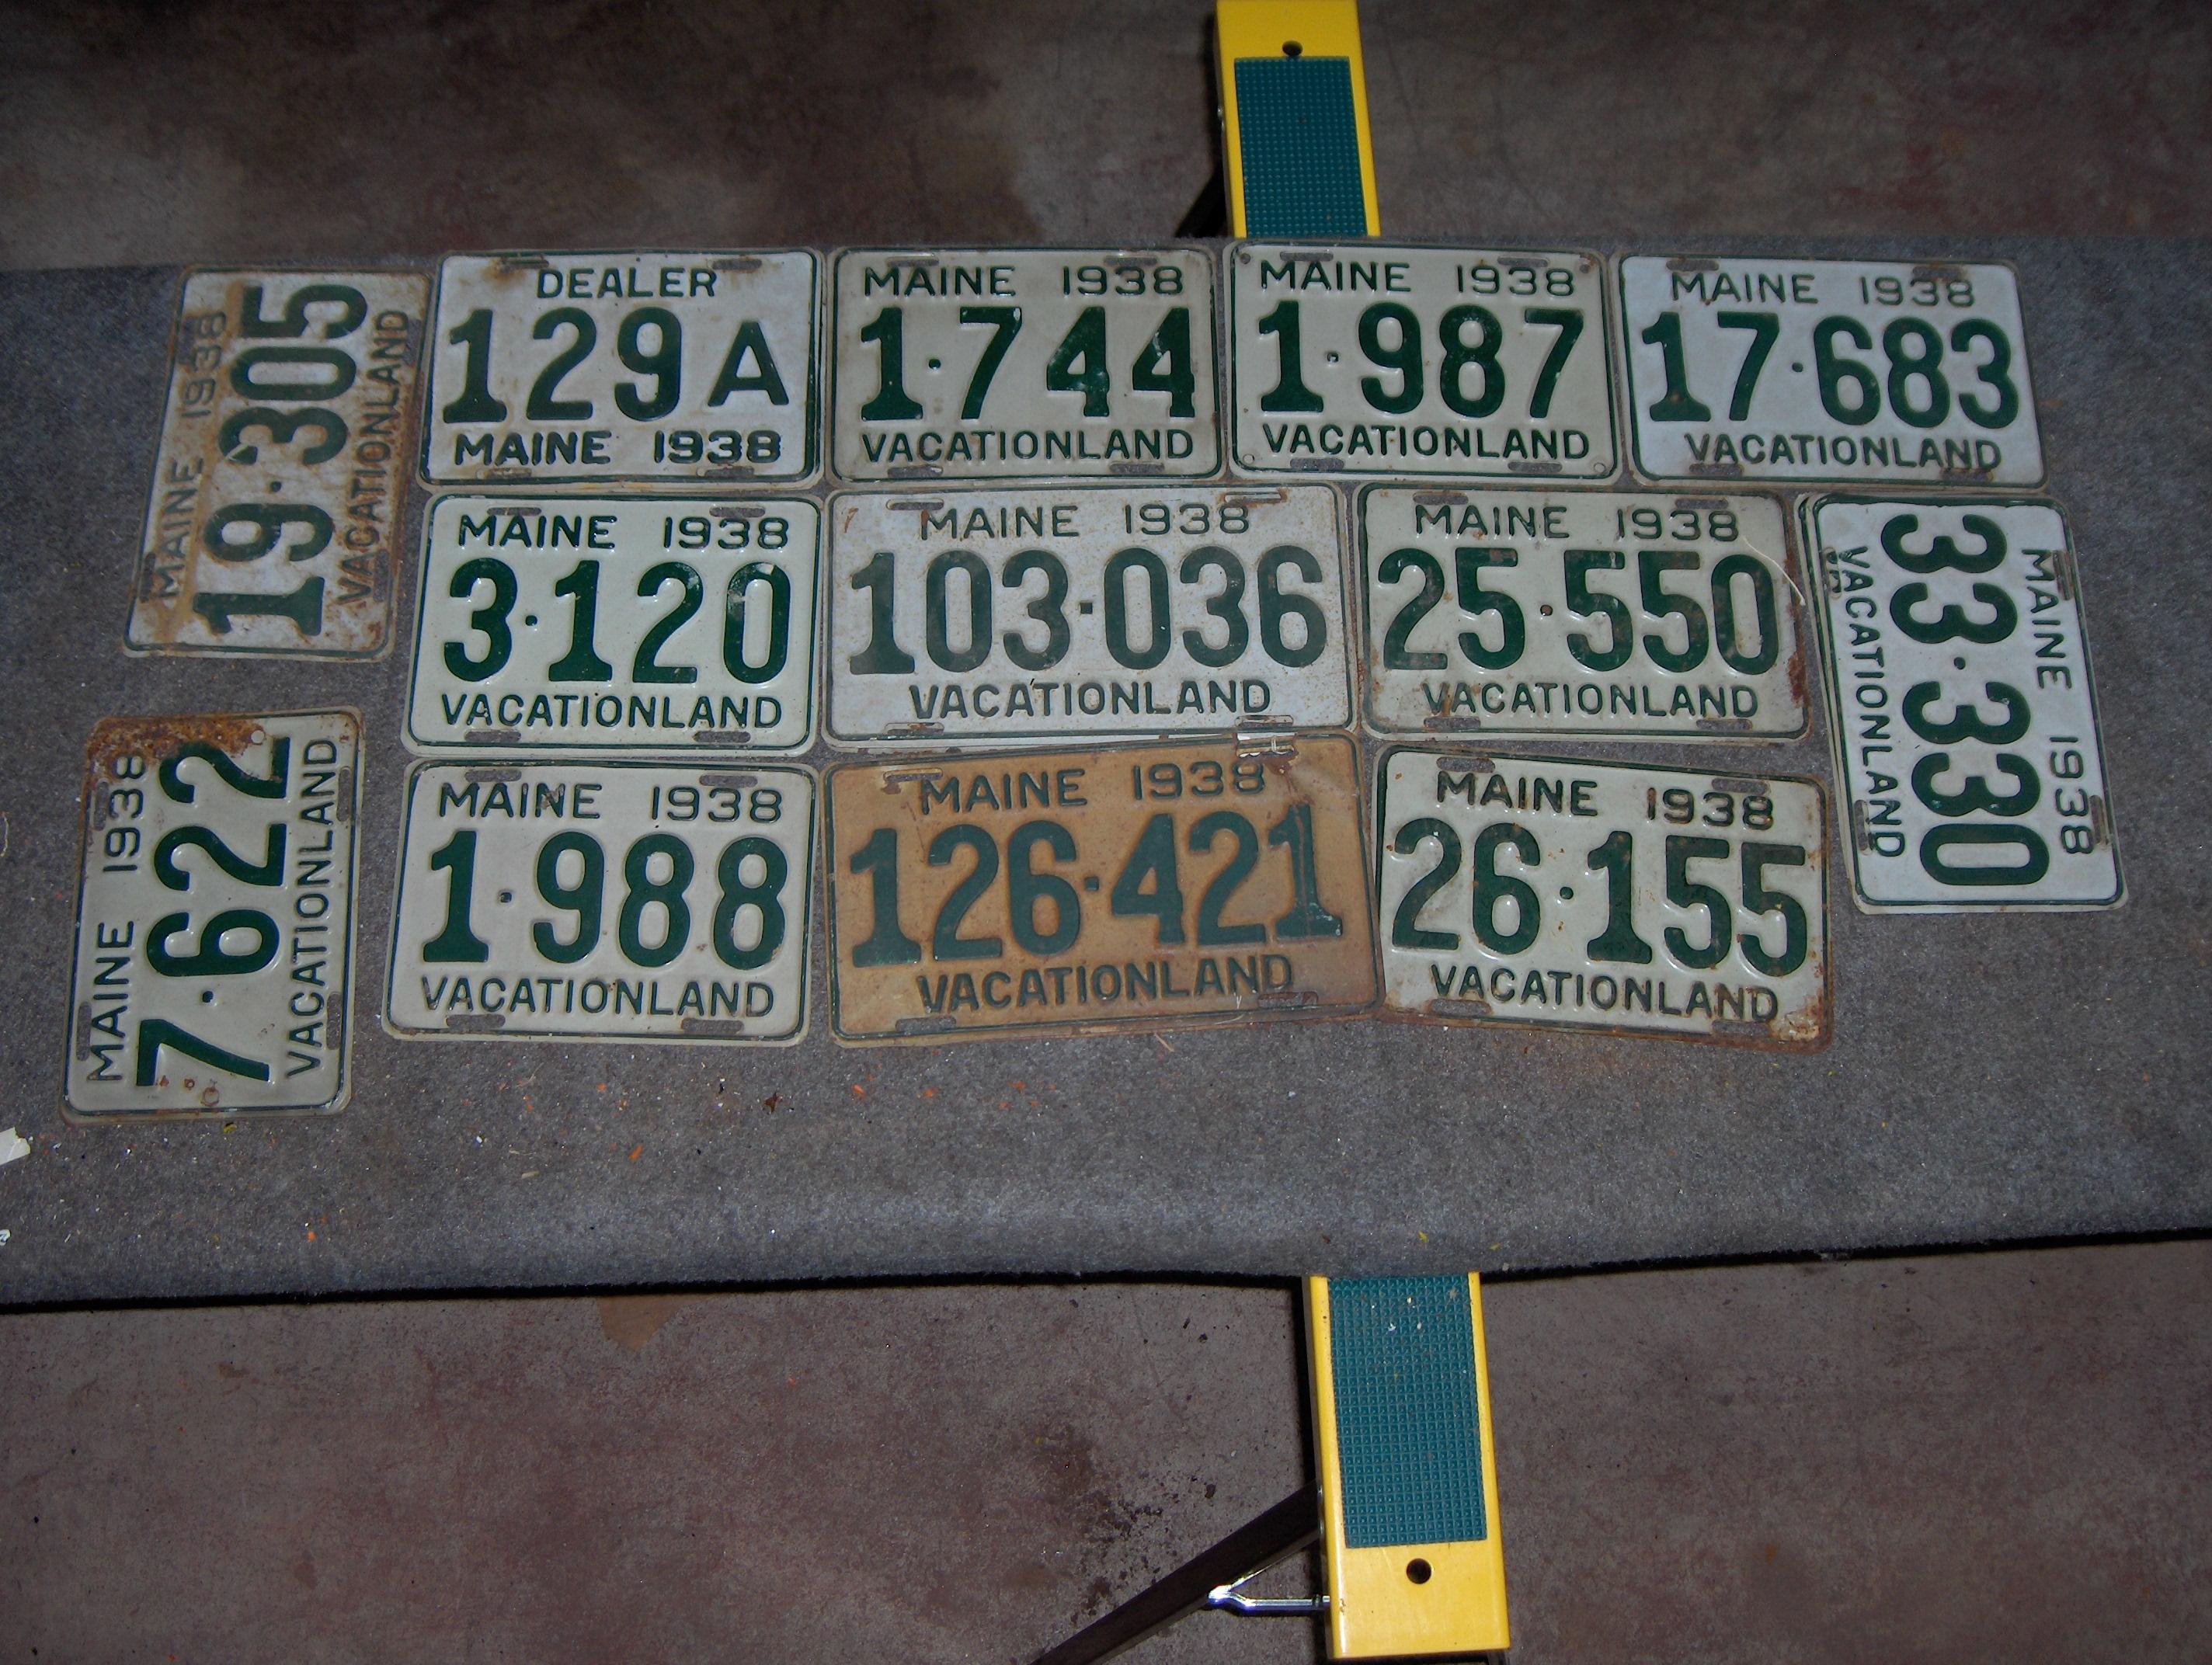 MAINE 1938
19·305
VACATIONLAND
DEALER
129A
MAINE 1938
MAINE 1938
1·744
VACATIONLAND
MAINE 1938
1·987
VACATIONLAND
MAINE 1938
17·683
VACATIONLAND
MAINE 1938
3·120
VACATIONLAND
MAINE 1938
103·036
VACATIONLAND
MAINE 1938
25·550
VACATIONLAND
MAINE 1938
33·330
VACATIONLAND
MAINE 1938
7·622
VACATIONLAND
MAINE 1938
1·988
VACATIONLAND
MAINE 1938
126·421
VACATIONLAND
MAINE 1938
26·155
VACATIONLAND